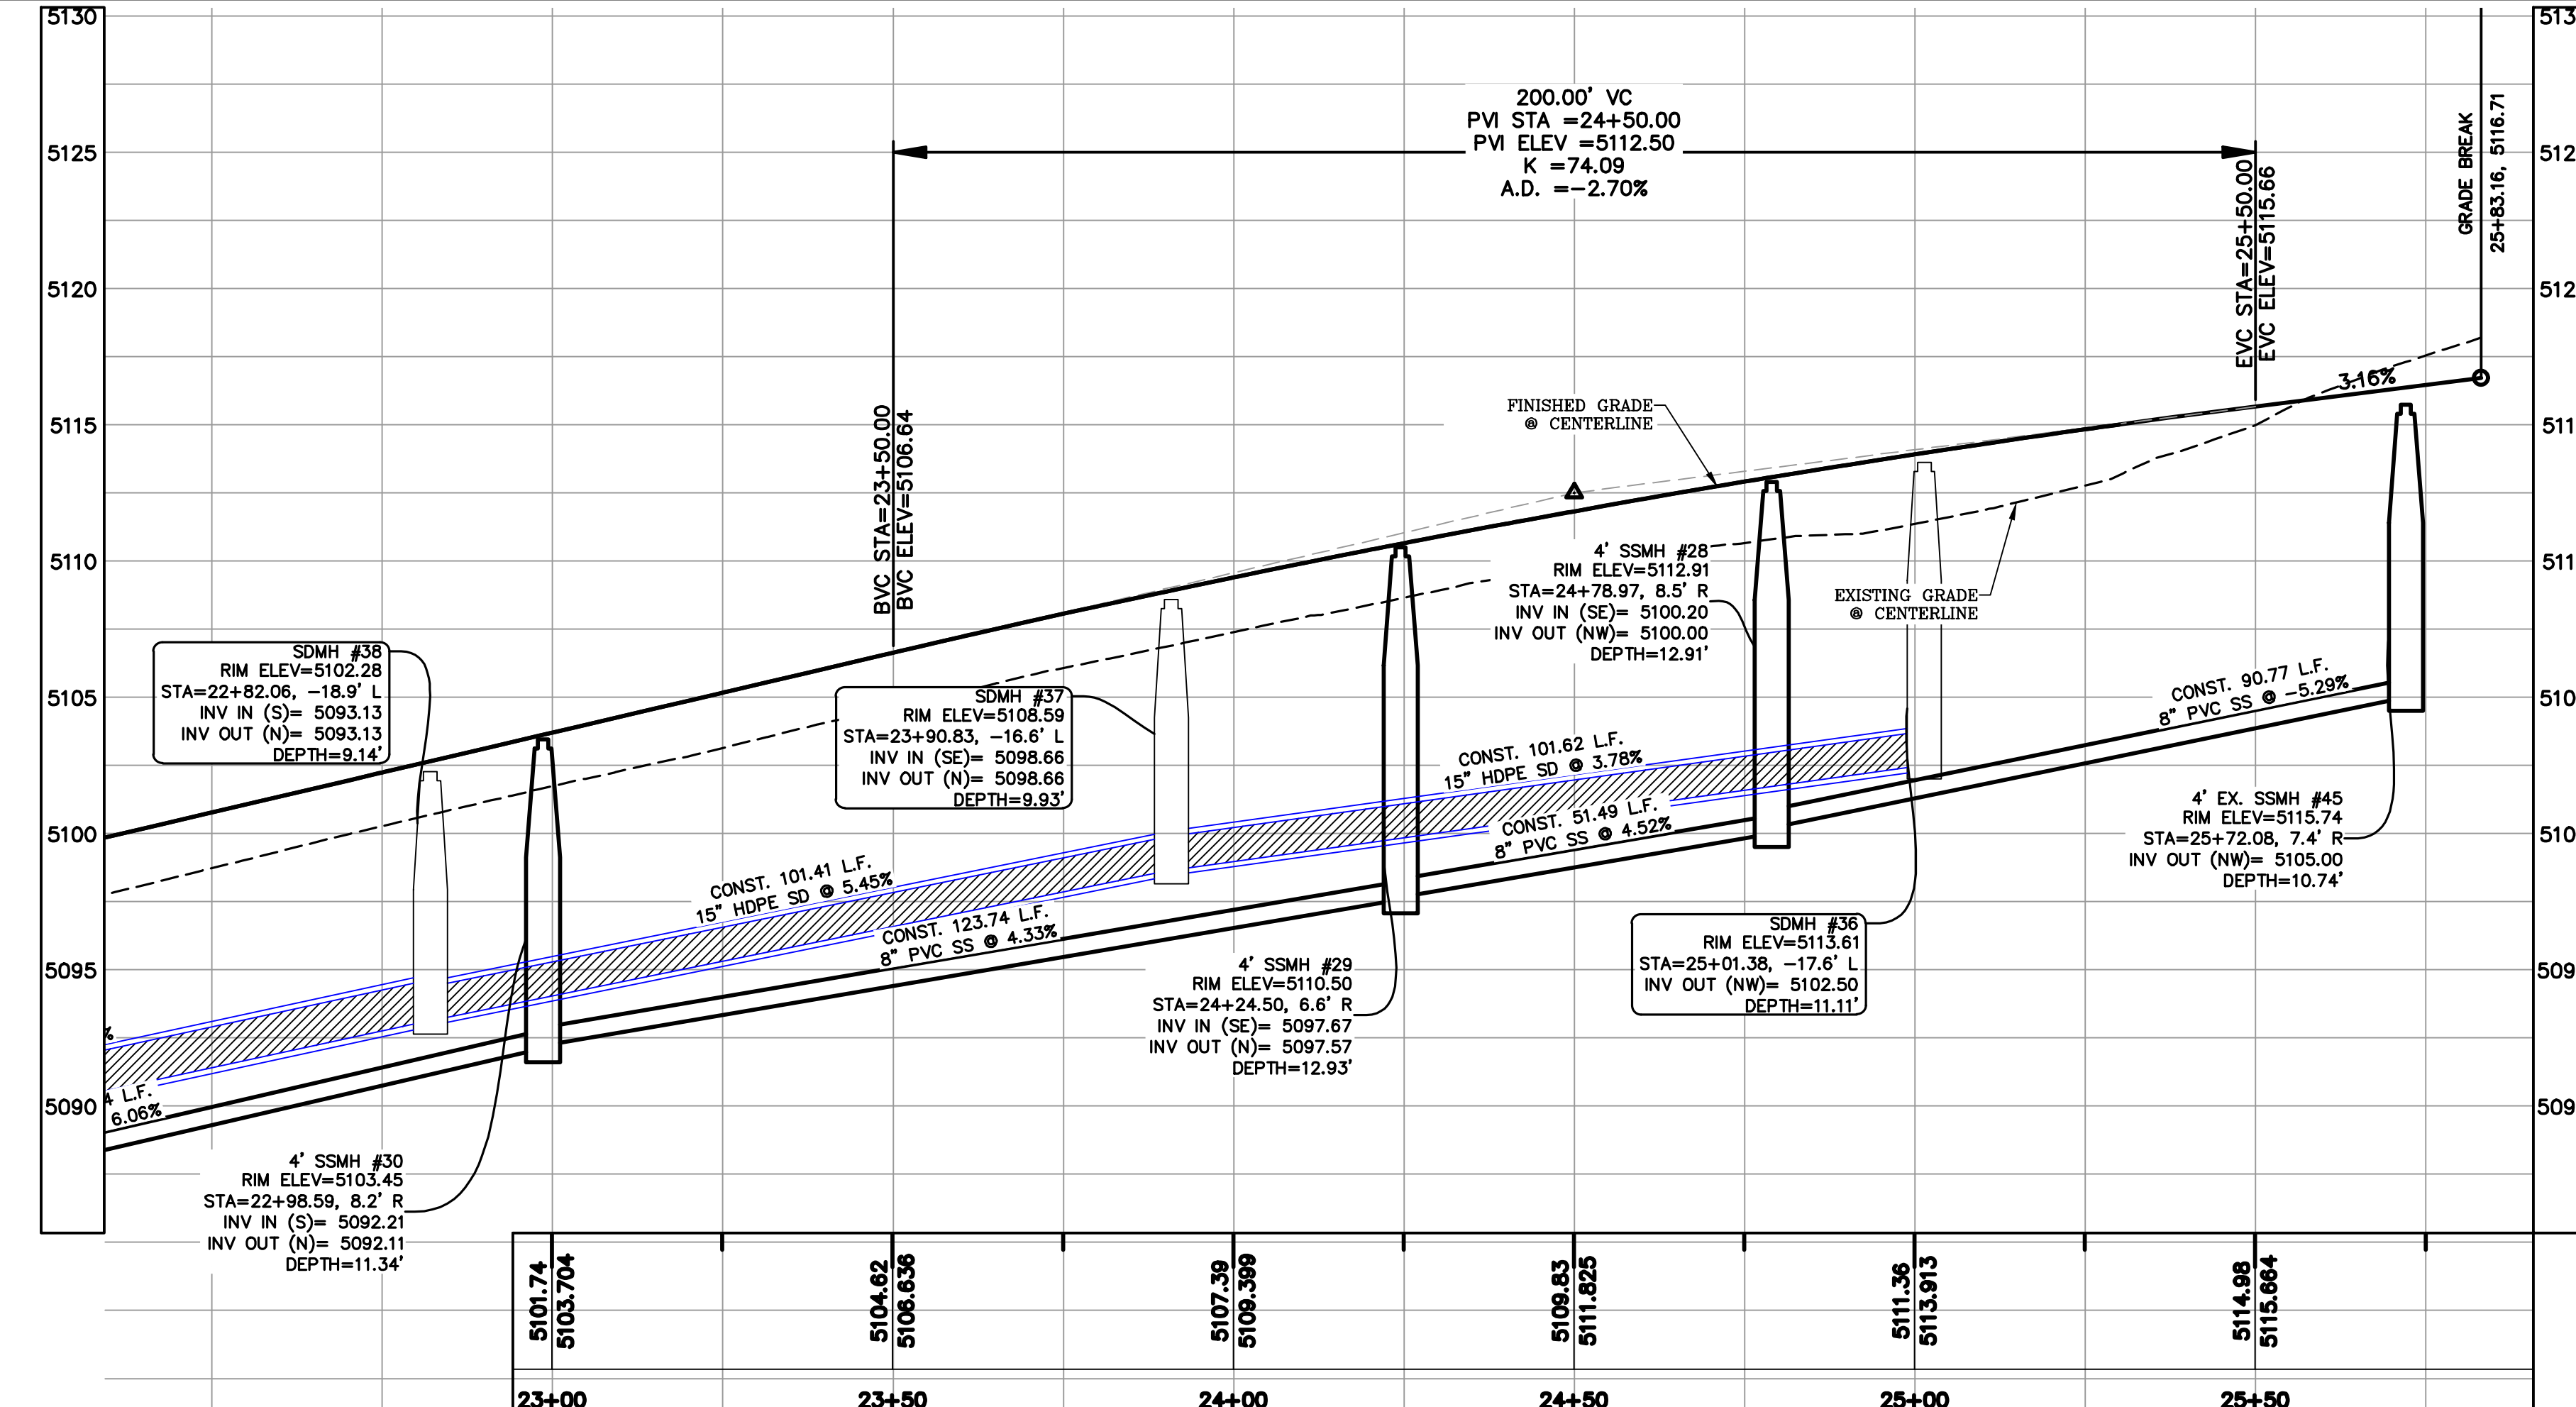 5130
5125
5120
5115
5110
5105
5100
5095
5090
200.00' VC
PVI STA =24+50.00
PVI ELEV =5112.50
K =74.09
A.D. =-2.70%
BVC STA=23+50.00
BVC ELEV=5106.64
EVC STA=25+50.00
EVC ELEV=5115.66
GRADE BREAK
25+83.16, 5116.71
3.16%
FINISHED GRADE
@ CENTERLINE
EXISTING GRADE
@ CENTERLINE
SDMH #38
RIM ELEV=5102.28
STA=22+82.06, -18.9' L
INV IN (S)= 5093.13
INV OUT (N)= 5093.13
DEPTH=9.14'
SDMH #37
RIM ELEV=5108.59
STA=23+90.83, -16.6' L
INV IN (SE)= 5098.66
INV OUT (N)= 5098.66
DEPTH=9.93'
4' SSMH #28
RIM ELEV=5112.91
STA=24+78.97, 8.5' R
INV IN (SE)= 5100.20
INV OUT (NW)= 5100.00
DEPTH=12.91'
CONST. 90.77 L.F.
8" PVC SS @ -5.29%
CONST. 101.62 L.F.
15" HDPE SD @ 3.78%
CONST. 51.49 L.F.
8" PVC SS @ 4.52%
CONST. 101.41 L.F.
15" HDPE SD @ 5.45%
CONST. 123.74 L.F.
8" PVC SS @ 4.33%
4' EX. SSMH #45
RIM ELEV=5115.74
STA=25+72.08, 7.4' R
INV OUT (NW)= 5105.00
DEPTH=10.74'
SDMH #36
RIM ELEV=5113.61
STA=25+01.38, -17.6' L
INV OUT (NW)= 5102.50
DEPTH=11.11'
4' SSMH #29
RIM ELEV=5110.50
STA=24+24.50, 6.6' R
INV IN (SE)= 5097.67
INV OUT (N)= 5097.57
DEPTH=12.93'
%
4 L.F.
6.06%
4' SSMH #30
RIM ELEV=5103.45
STA=22+98.59, 8.2' R
INV IN (S)= 5092.21
INV OUT (N)= 5092.11
DEPTH=11.34'
513
512
512
511
511
510
510
509
509
5101.74
5103.704
5104.62
5106.636
5107.39
5109.399
5109.83
5111.825
5111.36
5113.913
5114.98
5115.664
23+00
23+50
24+00
24+50
25+00
25+50